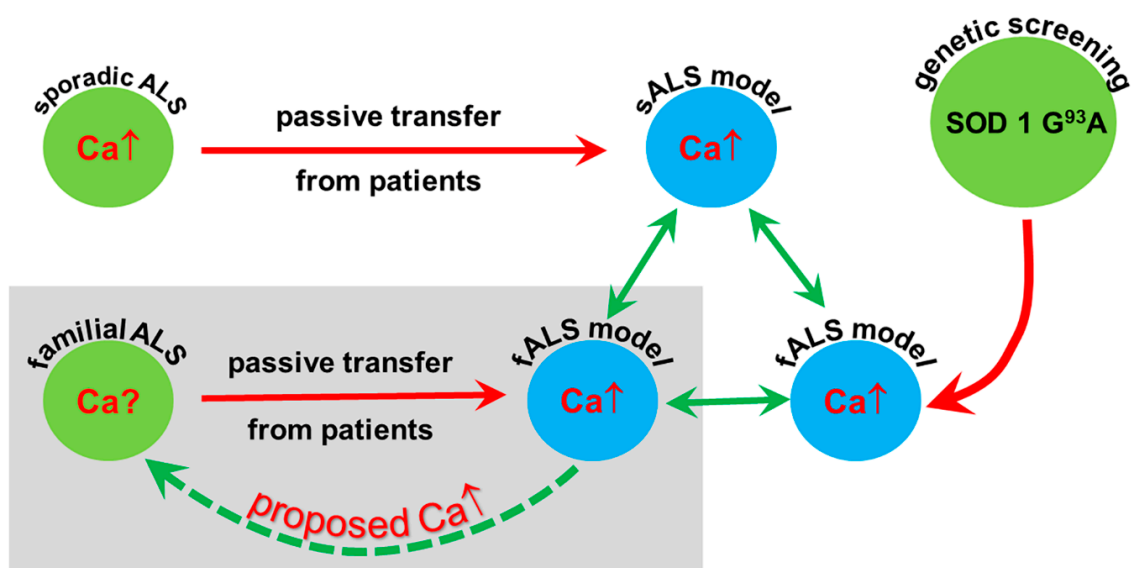 sporadic ALS
Ca↑
passive transfer
from patients
sALS model
Ca↑
genetic screening
SOD 1 G⁹³A
familial ALS
Ca?
passive transfer
from patients
fALS model
Ca↑
fALS model
Ca↑
proposed Ca↑